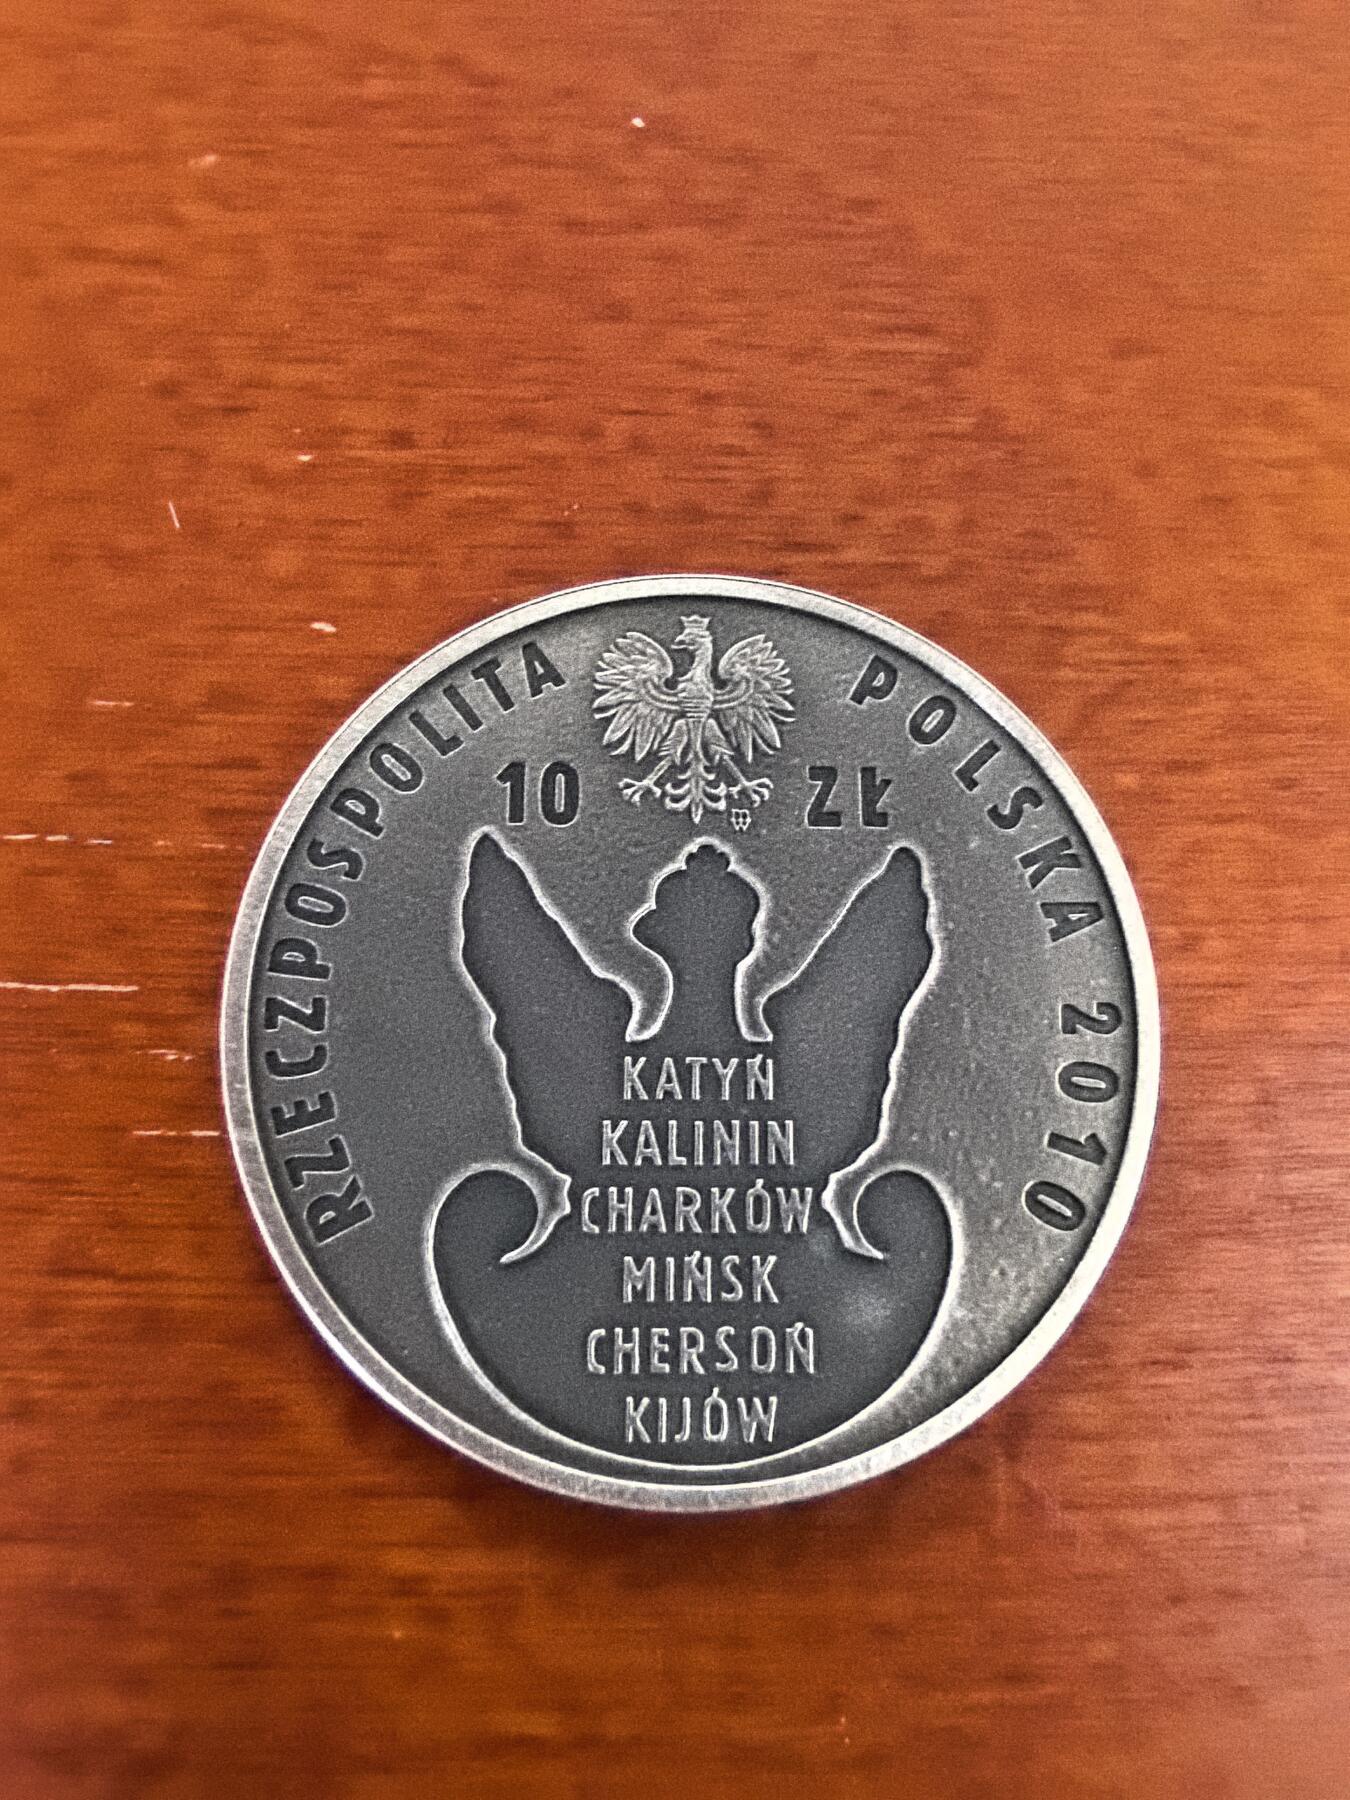 RZECZPOSPOLITA POLSKA 2010
10 ZŁ
KATYŃ
KALININ
CHARKÓW
MIŃSK
CHERSOŃ
KIJÓW